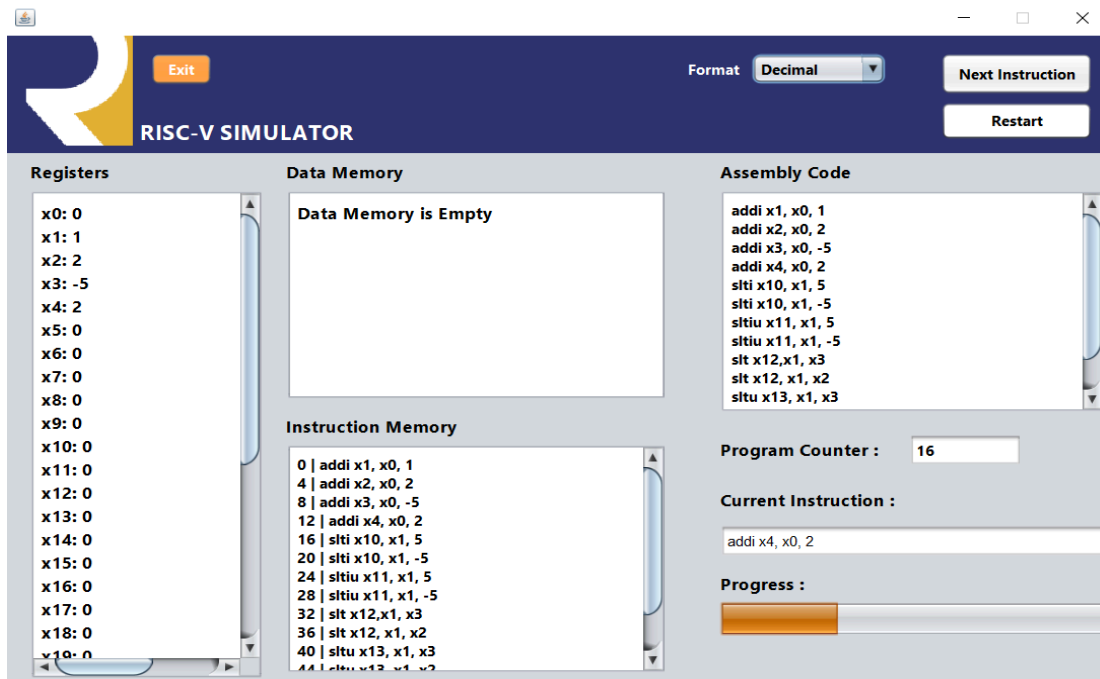 Exit
Format Decimal
Next Instruction
Restart
RISC-V SIMULATOR
Registers
x0: 0
x1: 1
x2: 2
x3: -5
x4: 2
x5: 0
x6: 0
x7: 0
x8: 0
x9: 0
x10: 0
x11: 0
x12: 0
x13: 0
x14: 0
x15: 0
x16: 0
x17: 0
x18: 0
x19: 0
Data Memory
Data Memory is Empty
Instruction Memory
0 | addi x1, x0, 1
4 | addi x2, x0, 2
8 | addi x3, x0, -5
12 | addi x4, x0, 2
16 | slti x10, x1, 5
20 | slti x10, x1, -5
24 | sltiu x11, x1, 5
28 | sltiu x11, x1, -5
32 | slt x12,x1, x3
36 | slt x12, x1, x2
40 | sltu x13, x1, x3
44 | sltu x13, x1, x2
Assembly Code
addi x1, x0, 1
addi x2, x0, 2
addi x3, x0, -5
addi x4, x0, 2
slti x10, x1, 5
slti x10, x1, -5
sltiu x11, x1, 5
sltiu x11, x1, -5
slt x12,x1, x3
slt x12, x1, x2
sltu x13, x1, x3
Program Counter : 16
Current Instruction :
addi x4, x0, 2
Progress :